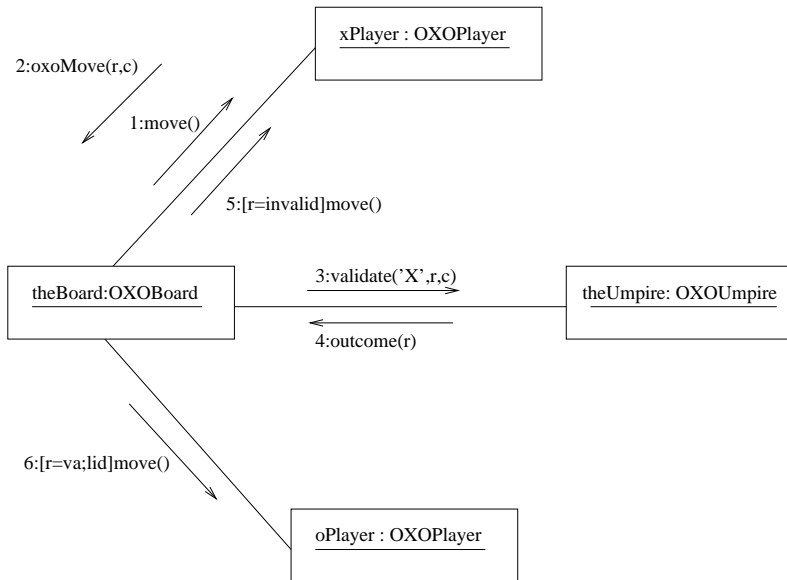 xPlayer : OXOPlayer
2:oxoMove(r,c)
1:move()
5:[r=invalid]move()
theBoard:OXOBoard
3:validate('X',r,c)
theUmpire: OXOUmpire
4:outcome(r)
6:[r=va;lid]move()
oPlayer : OXOPlayer